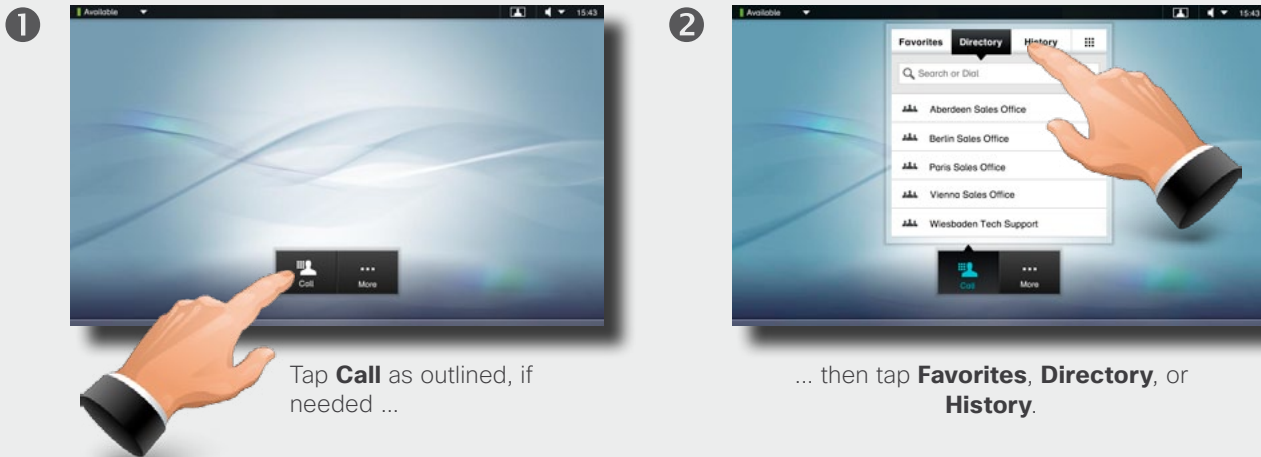 1
Available
15:43
Call
More
Tap Call as outlined, if
needed ...
2
Available
15:43
Favorites
Directory
History
Search or Dial
Aberdeen Sales Office
Berlin Sales Office
Paris Sales Office
Vienna Sales Office
Wiesbaden Tech Support
Call
More
... then tap Favorites, Directory, or
History.